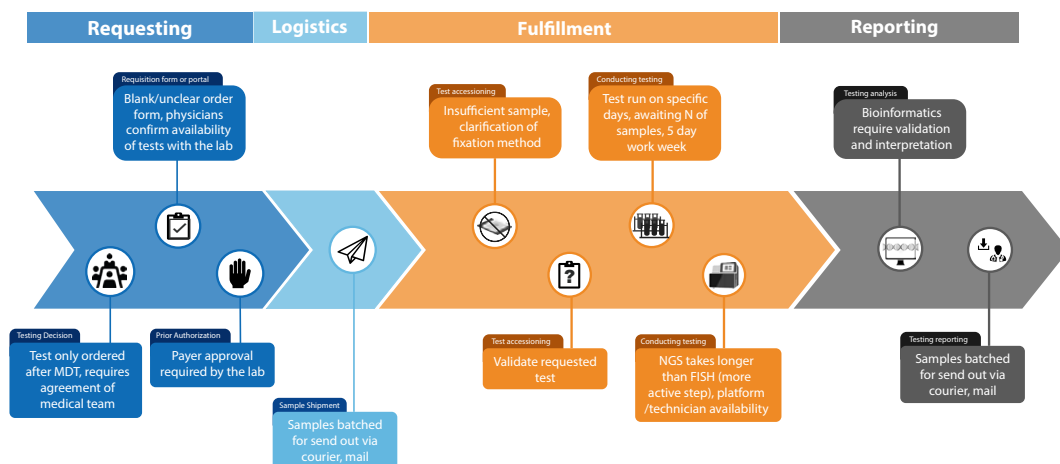 Requesting
Logistics
Fulfillment
Reporting
Requisition form or portal
Blank/unclear order
form, physicians
confirm availability
of tests with the lab
Test accessioning
Insufficient sample,
clarification of
fixation method
Conducting testing
Test run on specific
days, awaiting N of
samples, 5 day
work week
Testing analysis
Bioinformatics
require validation
and interpretation
?
Testing Decision
Test only ordered
after MDT, requires
agreement of
medical team
Prior Authorization
Payer approval
required by the lab
Sample Shipment
Samples batched
for send out via
courier, mail
Test accessioning
Validate requested
test
Conducting testing
NGS takes longer
than FISH (more
active step), platform
/technician availability
Testing reporting
Samples batched
for send out via
courier, mail